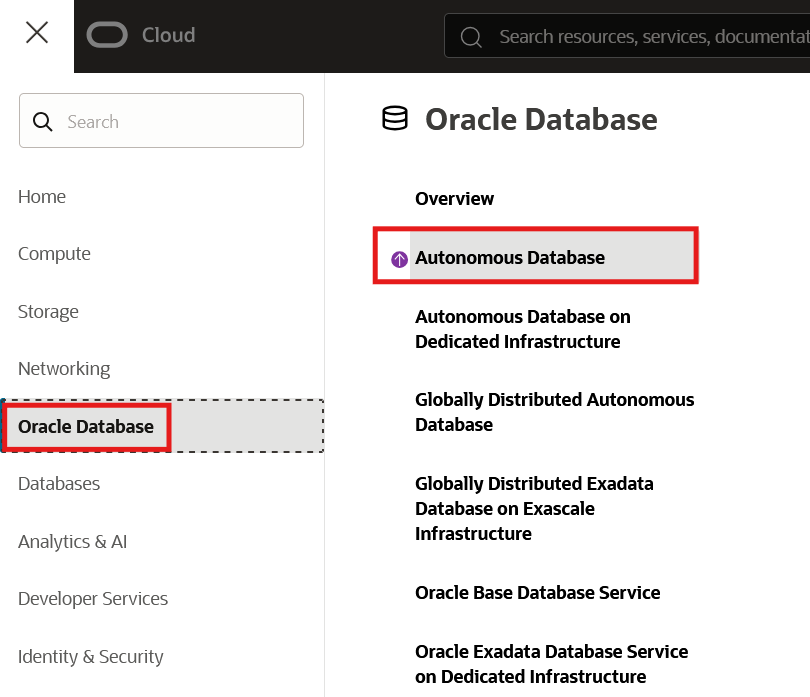 Cloud
Search resources, services, documentat
Search
Home
Compute
Storage
Networking
Oracle Database
Databases
Analytics & AI
Developer Services
Identity & Security
Oracle Database
Overview
Autonomous Database
Autonomous Database on
Dedicated Infrastructure
Globally Distributed Autonomous
Database
Globally Distributed Exadata
Database on Exascale
Infrastructure
Oracle Base Database Service
Oracle Exadata Database Service
on Dedicated Infrastructure